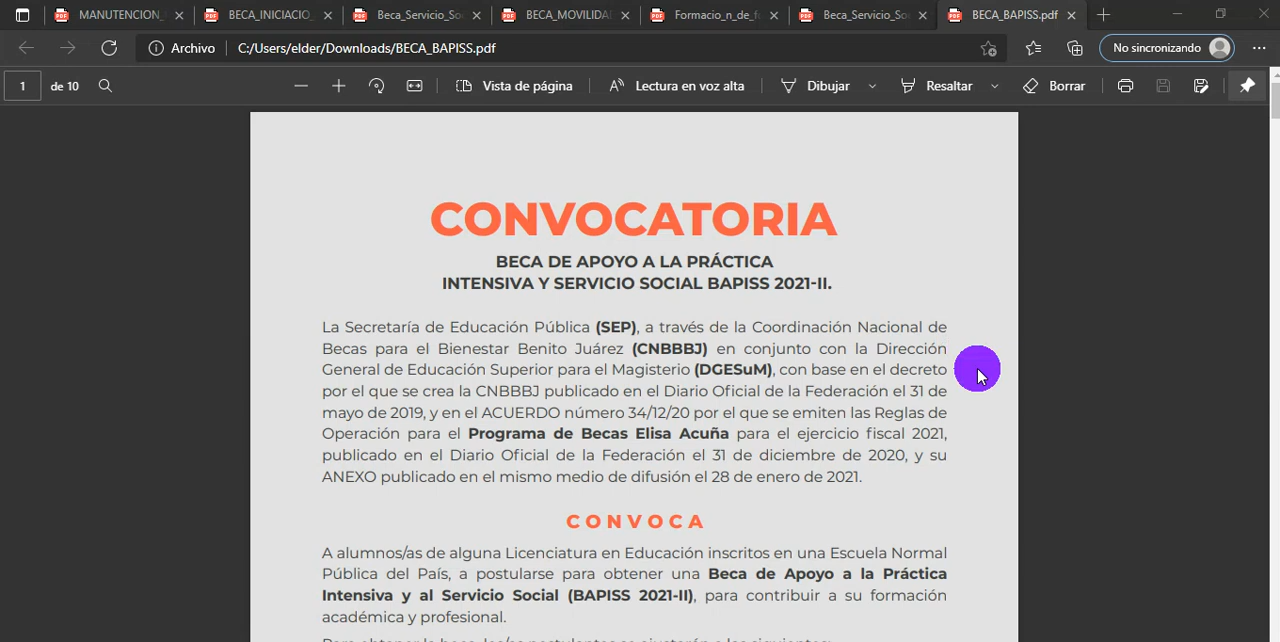 MANUTENCION_
BECA_INICIACIO
Beca_Servicio_So
BECA_MOVILIDA
Formacio_n_de_f
Beca_Servicio_So
BECA_BAPISS.pdf
Archivo
C:/Users/elder/Downloads/BECA_BAPISS.pdf
No sincronizando
1 de 10
Vista de página
Lectura en voz alta
Dibujar
Resaltar
Borrar
CONVOCATORIA
BECA DE APOYO A LA PRÁCTICA
INTENSIVA Y SERVICIO SOCIAL BAPISS 2021-II.
La Secretaría de Educación Pública (SEP), a través de la Coordinación Nacional de
Becas para el Bienestar Benito Juárez (CNBBBJ) en conjunto con la Dirección
General de Educación Superior para el Magisterio (DGESuM), con base en el decreto
por el que se crea la CNBBBJ publicado en el Diario Oficial de la Federación el 31 de
mayo de 2019, y en el ACUERDO número 34/12/20 por el que se emiten las Reglas de
Operación para el Programa de Becas Elisa Acuña para el ejercicio fiscal 2021,
publicado en el Diario Oficial de la Federación el 31 de diciembre de 2020, y su
ANEXO publicado en el mismo medio de difusión el 28 de enero de 2021.
CONVOCA
A alumnos/as de alguna Licenciatura en Educación inscritos en una Escuela Normal
Pública del País, a postularse para obtener una Beca de Apoyo a la Práctica
Intensiva y al Servicio Social (BAPISS 2021-II), para contribuir a su formación
académica y profesional.